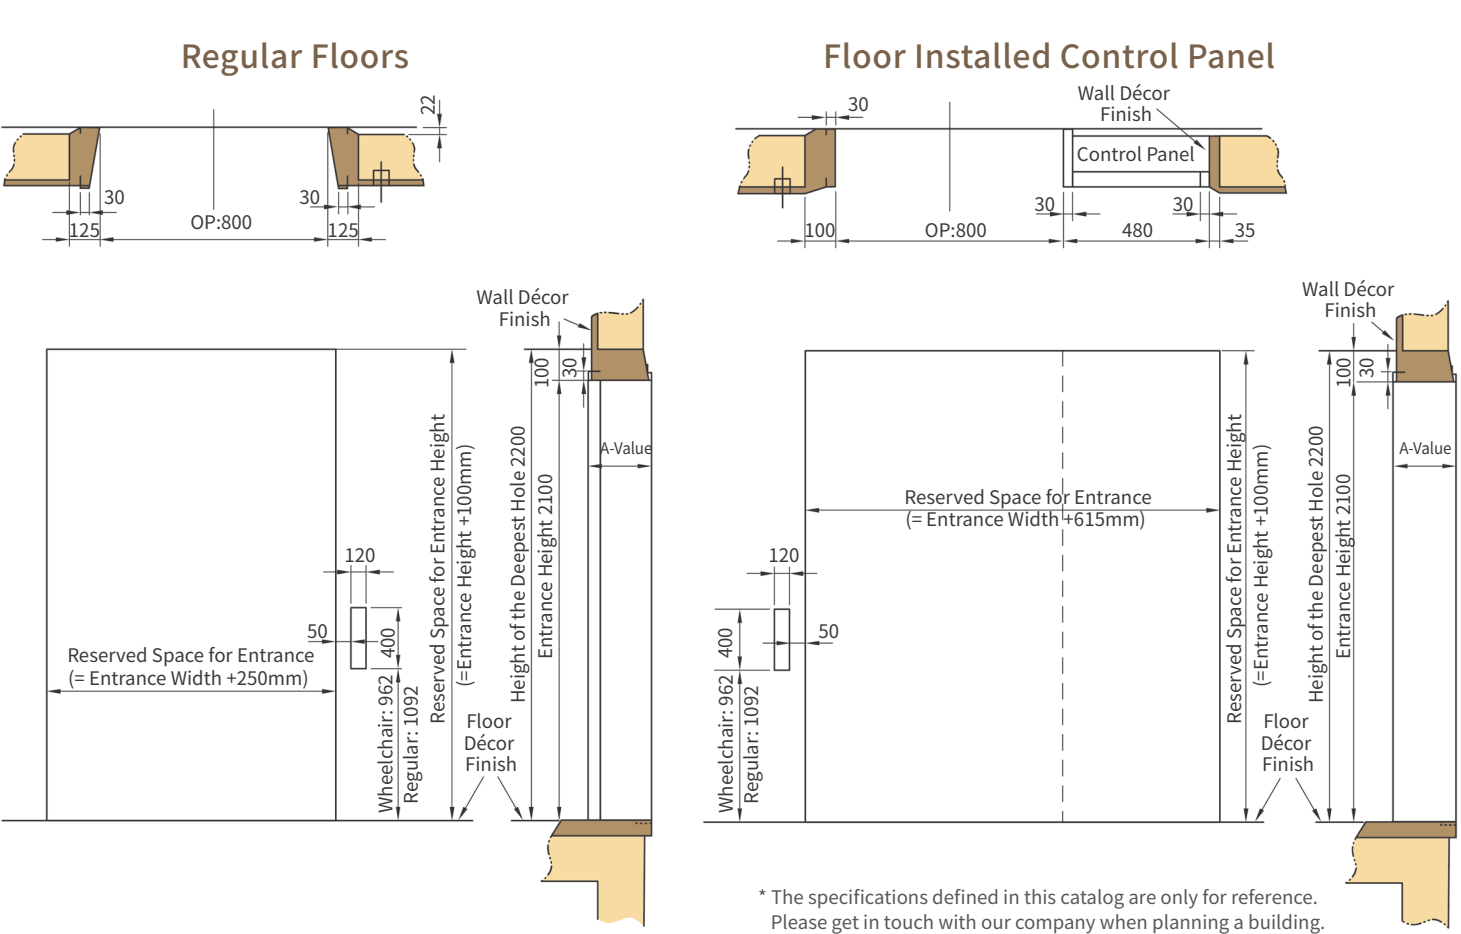 Regular Floors
22
30
30
125
OP:800
125
Wall Décor
Finish
100
30
Reserved Space for Entrance Height
(=Entrance Height +100mm)
Height of the Deepest Hole 2200
Entrance Height 2100
A-Value
120
50
400
Reserved Space for Entrance
(= Entrance Width +250mm)
Wheelchair: 962
Regular: 1092
Floor
Décor
Finish
Floor Installed Control Panel
30
Wall Décor
Finish
Control Panel
30
30
100
OP:800
480
35
Wall Décor
Finish
100
30
Reserved Space for Entrance Height
(=Entrance Height +100mm)
Height of the Deepest Hole 2200
Entrance Height 2100
A-Value
Reserved Space for Entrance
(= Entrance Width +615mm)
120
400
50
Wheelchair: 962
Regular: 1092
Floor
Décor
Finish
* The specifications defined in this catalog are only for reference.
Please get in touch with our company when planning a building.